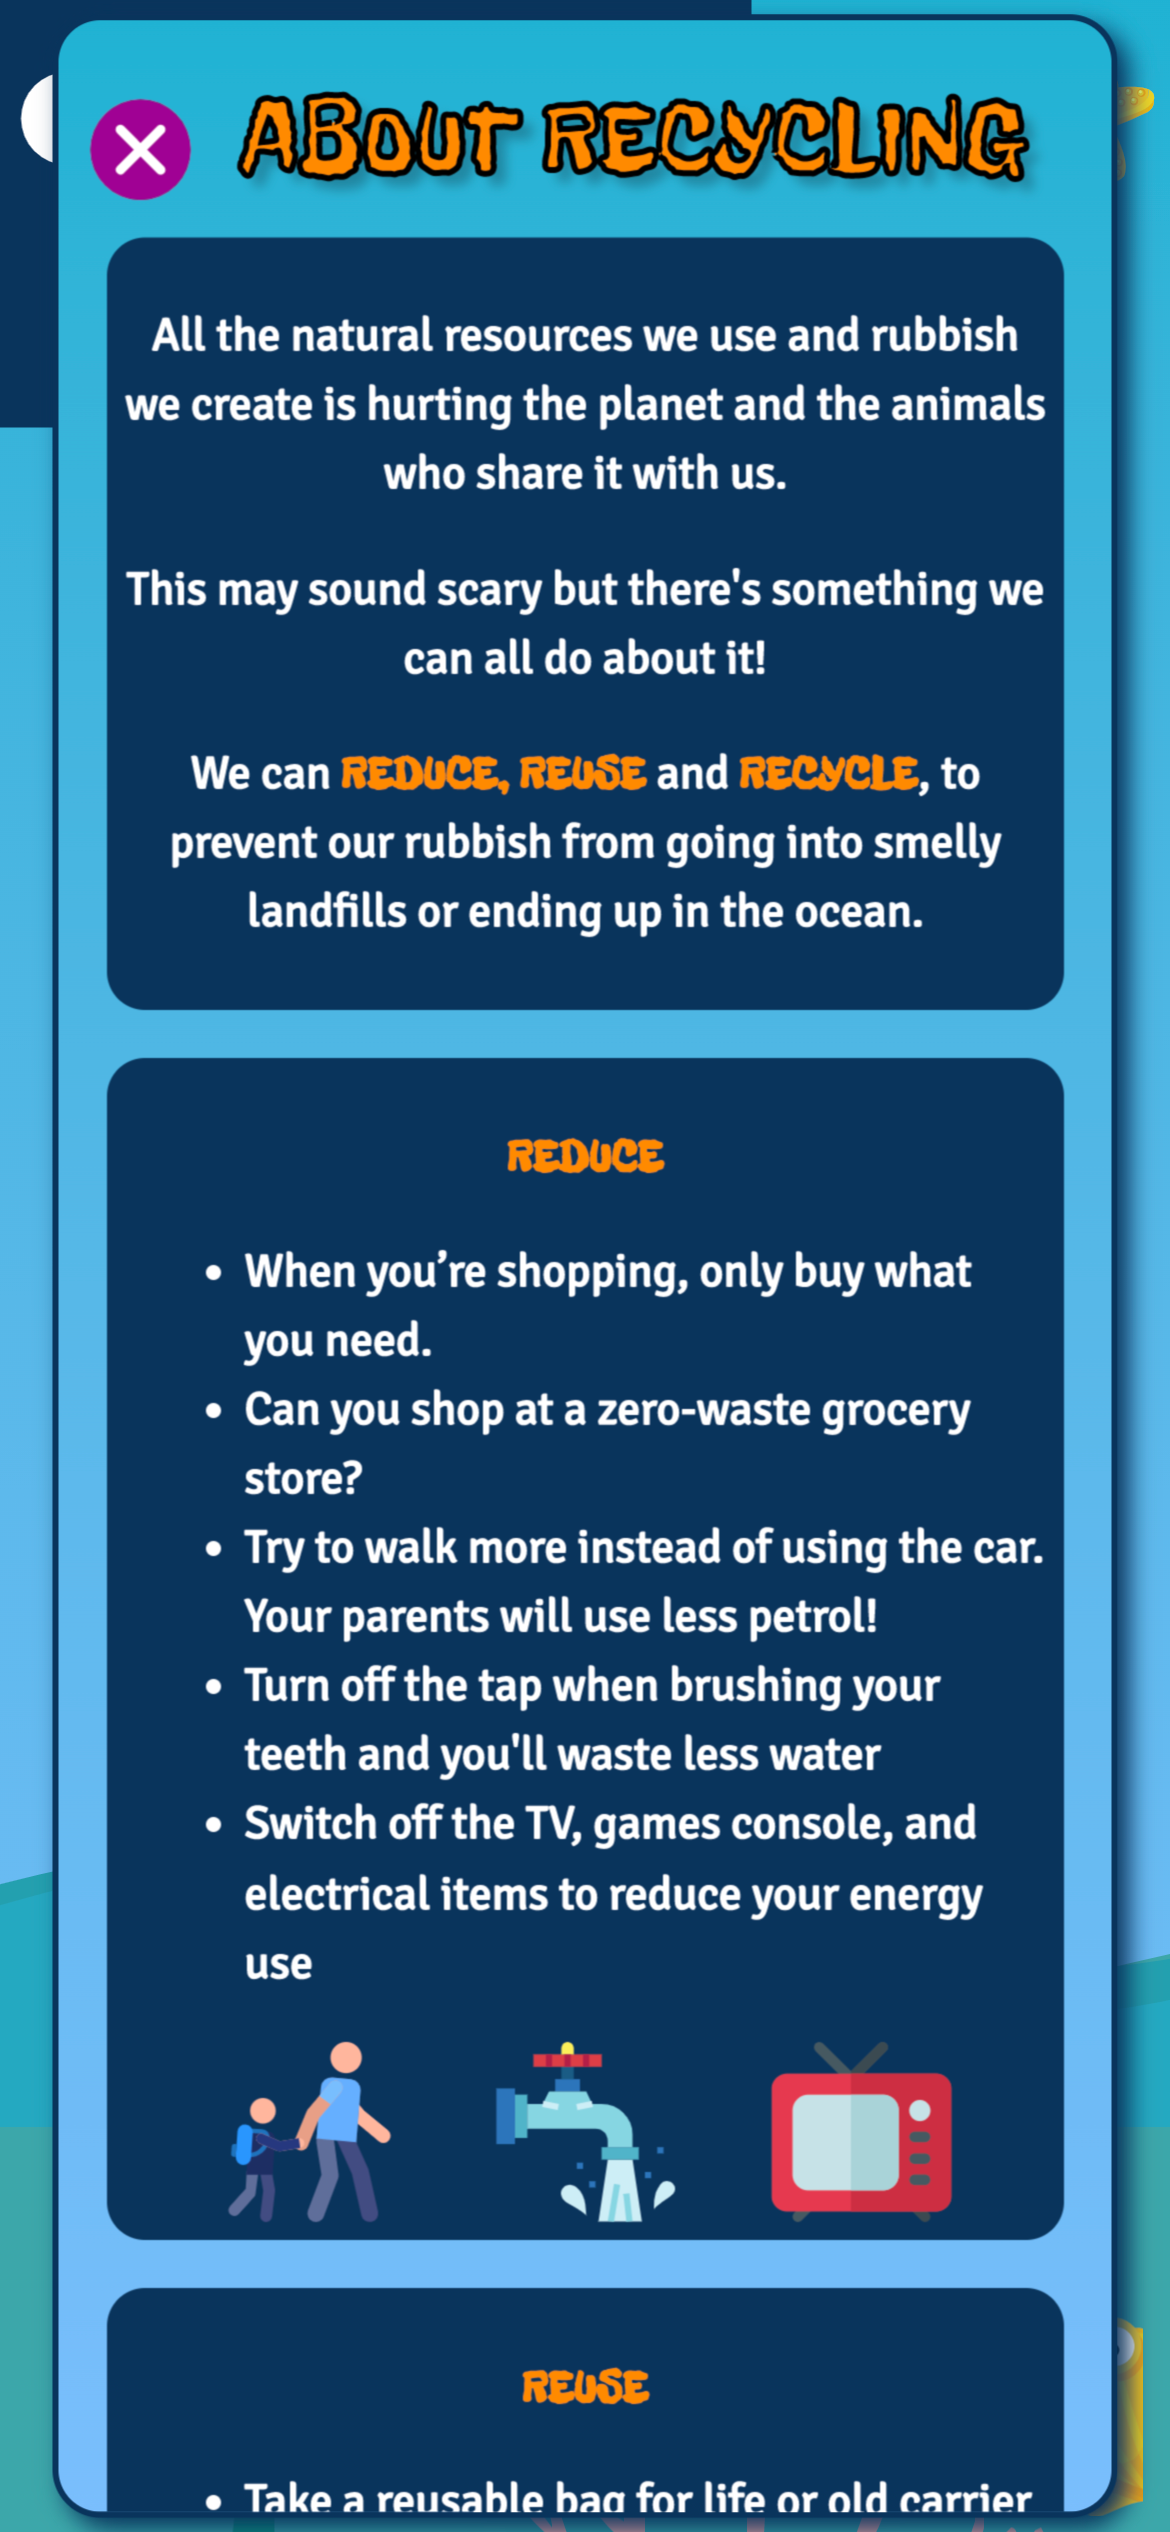 ABOUT RECYCLING
All the natural resources we use and rubbish
we create is hurting the planet and the animals
who share it with us.
This may sound scary but there's something we
can all do about it!
We can REDUCE, REUSE and RECYCLE, to
prevent our rubbish from going into smelly
landfills or ending up in the ocean.
REDUCE
• When you’re shopping, only buy what
you need.
• Can you shop at a zero-waste grocery
store?
• Try to walk more instead of using the car.
Your parents will use less petrol!
• Turn off the tap when brushing your
teeth and you'll waste less water
• Switch off the TV, games console, and
electrical items to reduce your energy
use
REUSE
• Take a reusable bag for life or old carrier